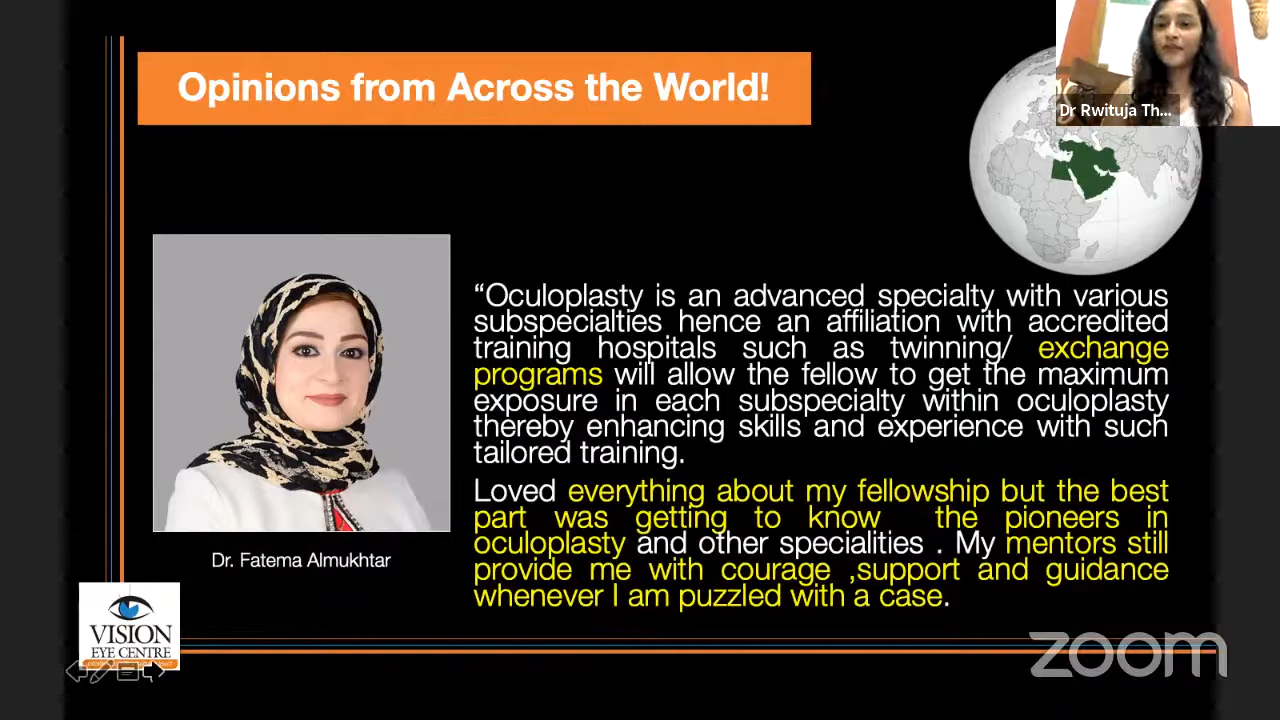 Opinions from Across the World!
Dr Rwituja Th...
“Oculoplasty is an advanced specialty with various
subspecialties hence an affiliation with accredited
training hospitals such as twinning/ exchange
programs will allow the fellow to get the maximum
exposure in each subspecialty within oculoplasty
thereby enhancing skills and experience with such
tailored training.
Loved everything about my fellowship but the best
part was getting to know the pioneers in
oculoplasty and other specialities . My mentors still
provide me with courage ,support and guidance
whenever I am puzzled with a case.
Dr. Fatema Almukhtar
VISION
EYE CENTRE
zoom